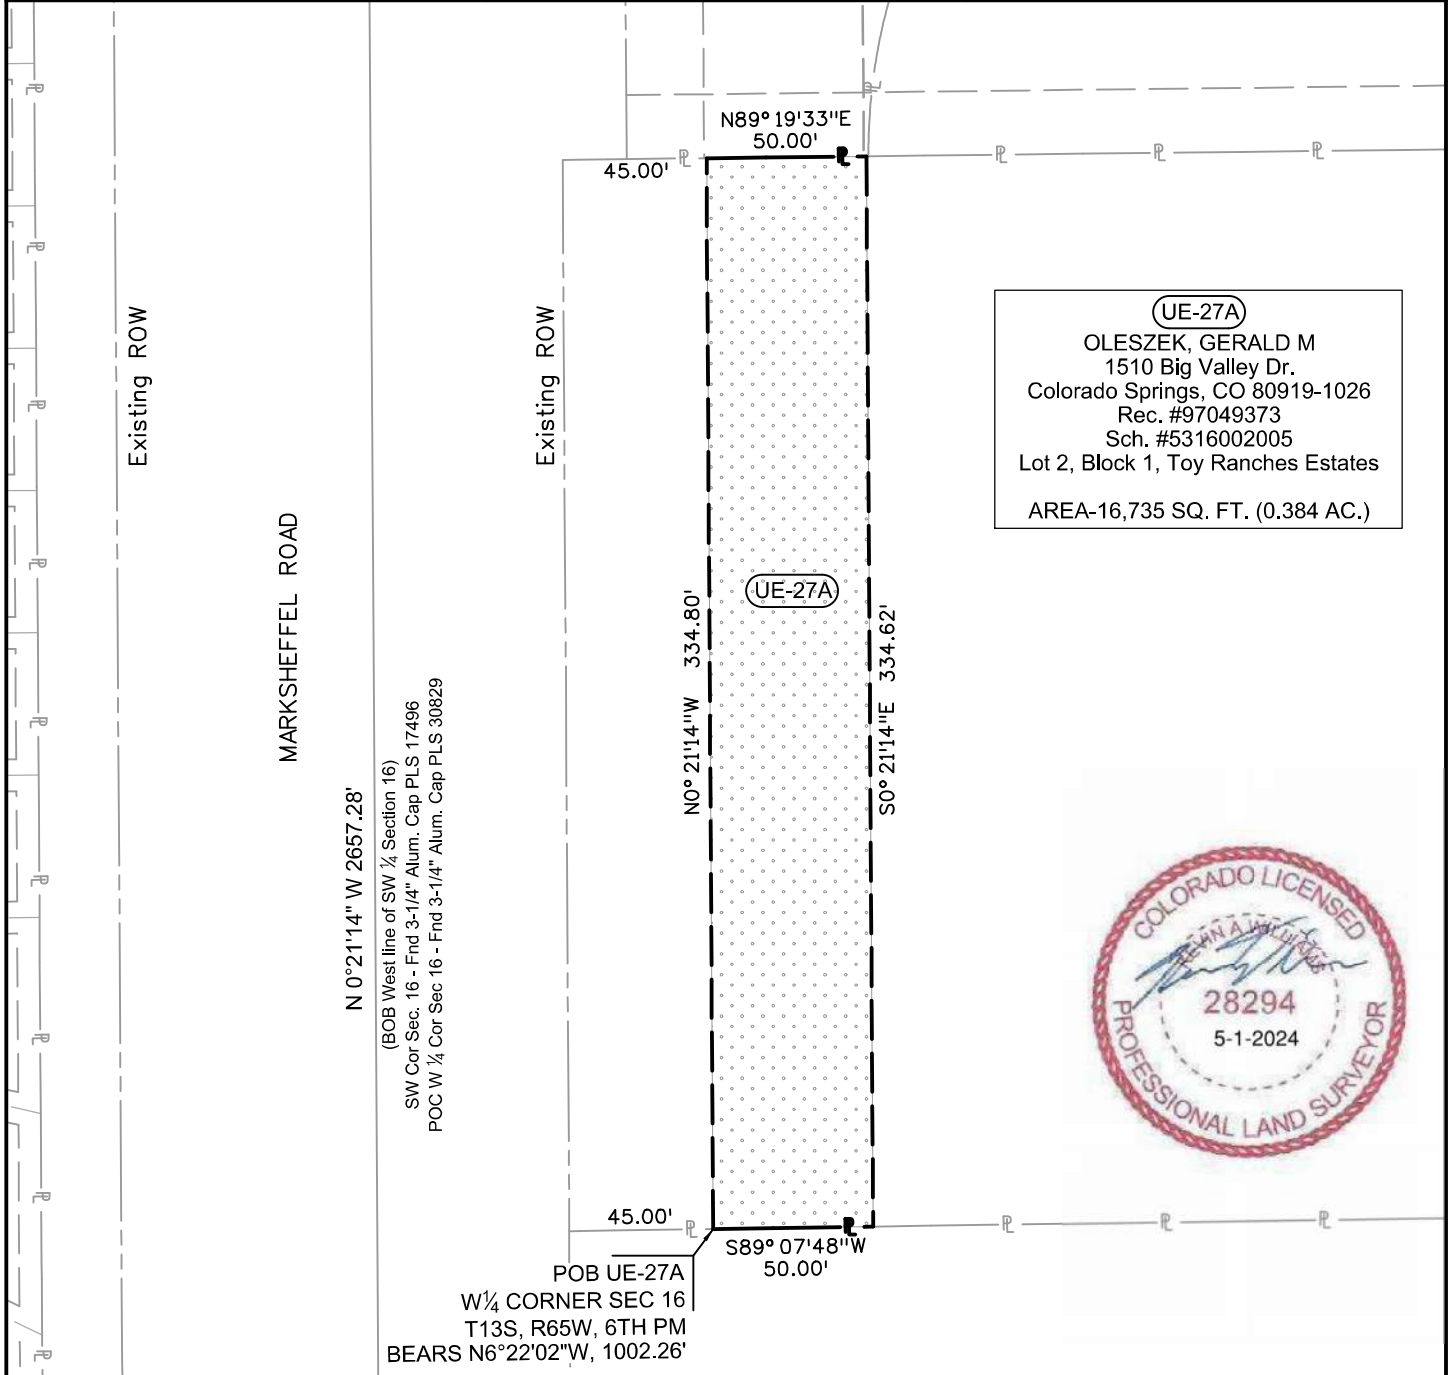 N89°19'33"E
50.00'
45.00'
Existing ROW
Existing ROW
UE-27A
OLESZEK, GERALD M
1510 Big Valley Dr.
Colorado Springs, CO 80919-1026
Rec. #97049373
Sch. #5316002005
Lot 2, Block 1, Toy Ranches Estates
AREA-16,735 SQ. FT. (0.384 AC.)
MARKSHEFFEL ROAD
UE-27A
N0°21'14"W 334.80'
S0°21'14"E 334.62'
N 0°21'14" W 2657.28'
(BOB West line of SW ¼ Section 16)
SW Cor Sec. 16 - Fnd 3-1/4" Alum. Cap PLS 17496
POC W ¼ Cor Sec 16 - Fnd 3-1/4" Alum. Cap PLS 30829
COLORADO LICENSED
KEVIN A WILLIAMS
28294
5-1-2024
PROFESSIONAL LAND SURVEYOR
45.00'
S89°07'48"W
50.00'
POB UE-27A
W¼ CORNER SEC 16
T13S, R65W, 6TH PM
BEARS N6°22'02"W, 1002.26'